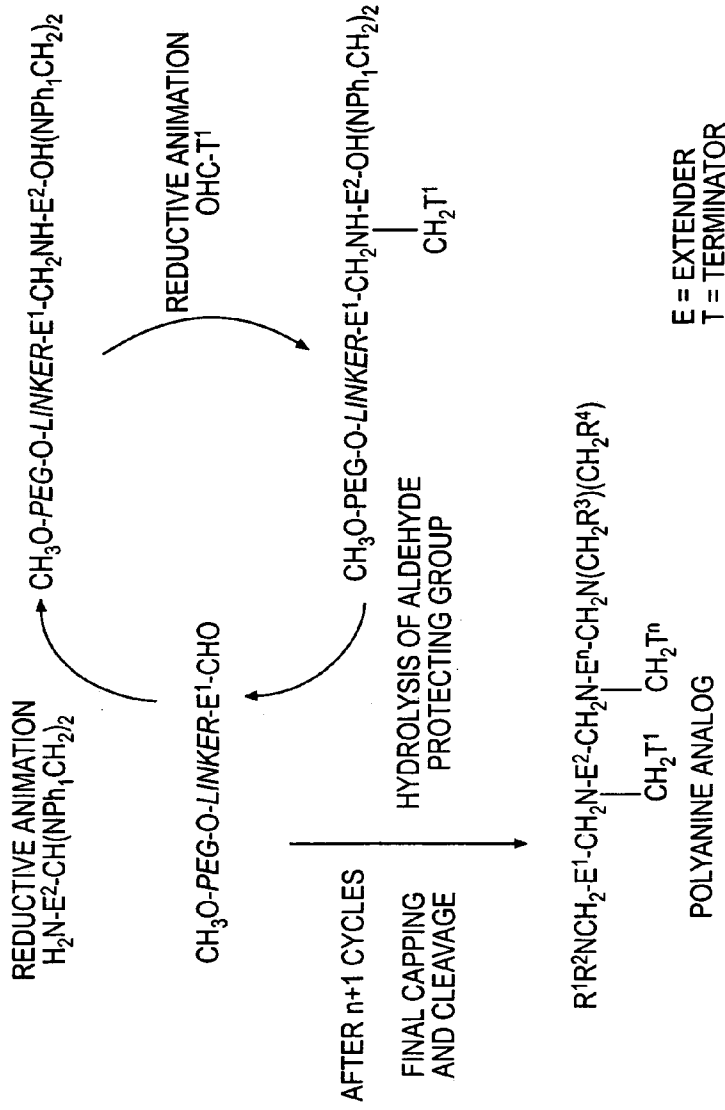 REDUCTIVE ANIMATION
H₂N-E²-CH(NPh₁CH₂)₂
CH₃O-PEG-O-LINKER-E¹-CH₂NH-E²-OH(NPh₁CH₂)₂
REDUCTIVE ANIMATION
OHC-T¹
CH₃O-PEG-O-LINKER-E¹-CHO
CH₃O-PEG-O-LINKER-E¹-CH₂NH-E²-OH(NPh₁CH₂)₂
CH₂T¹
HYDROLYSIS OF ALDEHYDE
PROTECTING GROUP
AFTER n+1 CYCLES
FINAL CAPPING
AND CLEAVAGE
R¹R²NCH₂-E¹-CH₂N-E²-CH₂N-Eⁿ-CH₂N(CH₂R³)(CH₂R⁴)
CH₂T¹
CH₂Tⁿ
POLYANINE ANALOG
E = EXTENDER
T = TERMINATOR